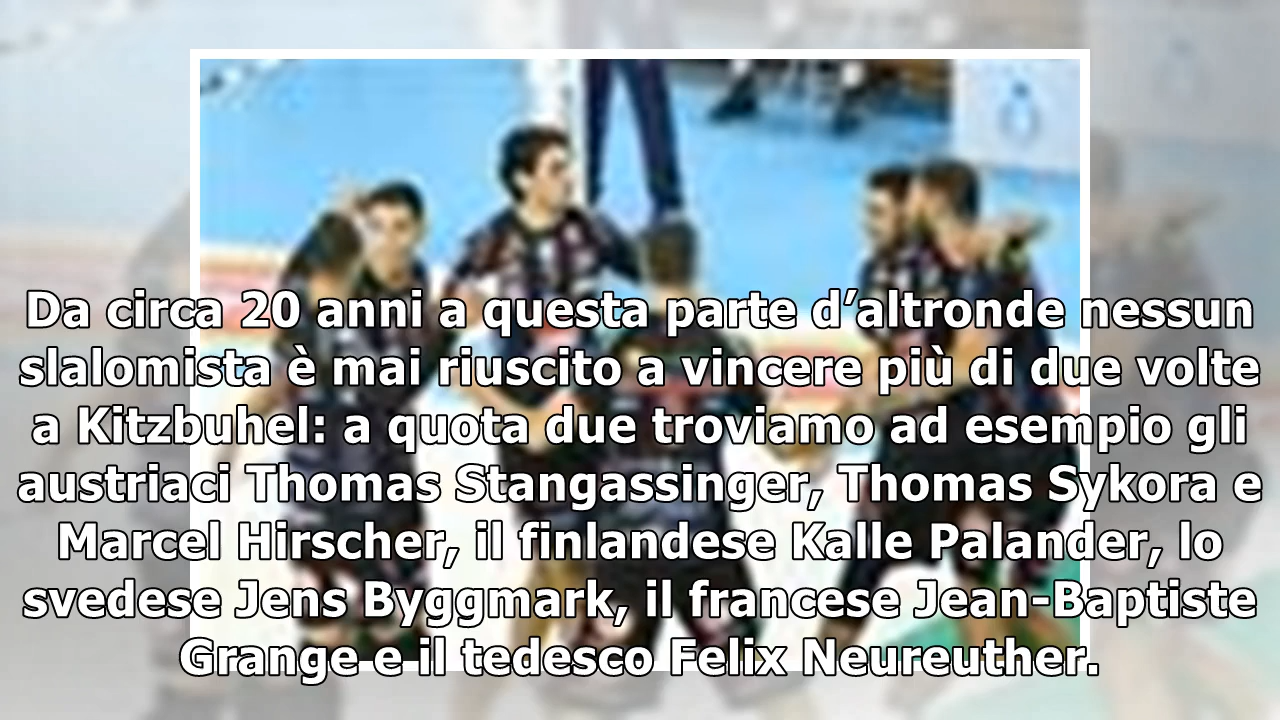 Da circa 20 anni a questa parte d’altronde nessun
slalomista è mai riuscito a vincere più di due volte
a Kitzbuhel: a quota due troviamo ad esempio gli
austriaci Thomas Stangassinger, Thomas Sykora e
Marcel Hirscher, il finlandese Kalle Palander, lo
svedese Jens Byggmark, il francese Jean-Baptiste
Grange e il tedesco Felix Neureuther.